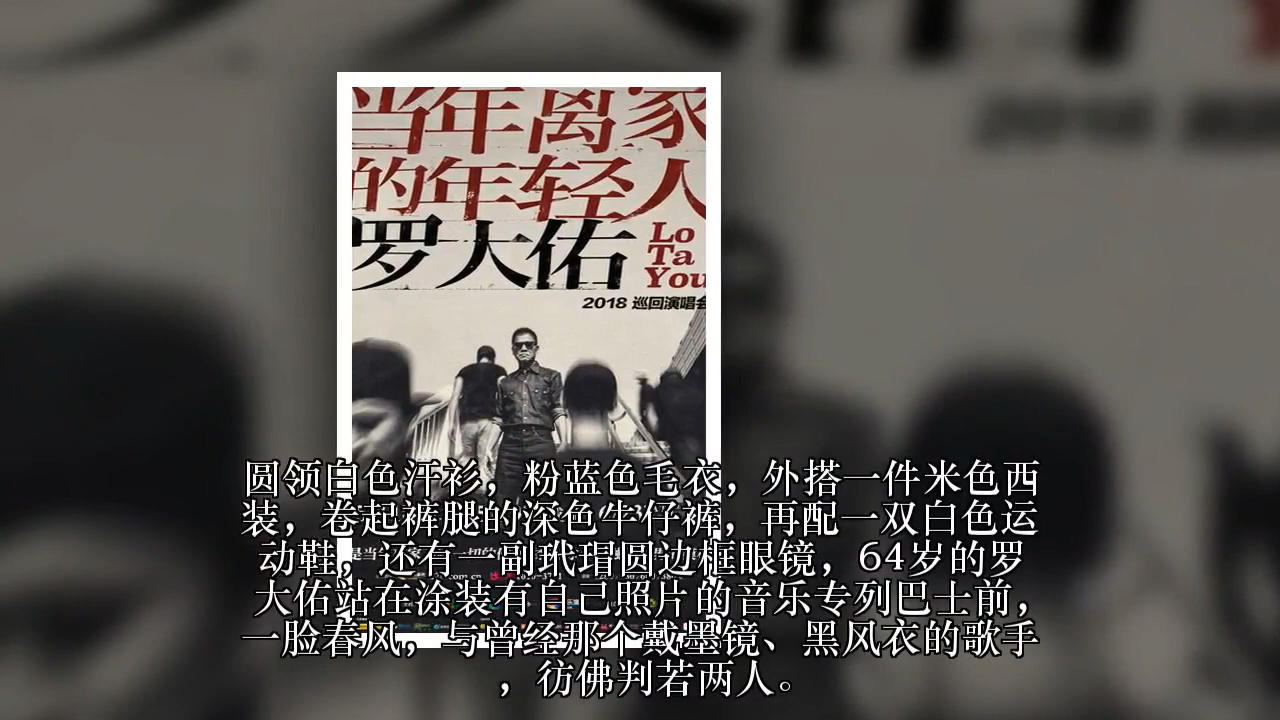 当年离家
的年轻人
罗大佑
Lo
Ta
You
2018 巡回演唱会
圆领白色汗衫，粉蓝色毛衣，外搭一件米色西
装，卷起裤腿的深色牛仔裤，再配一双白色运
动鞋，还有一副玳瑁圆边框眼镜，64岁的罗
大佑站在涂装有自己照片的音乐专列巴士前，
一脸春风，与曾经那个戴墨镜、黑风衣的歌手
，彷佛判若两人。